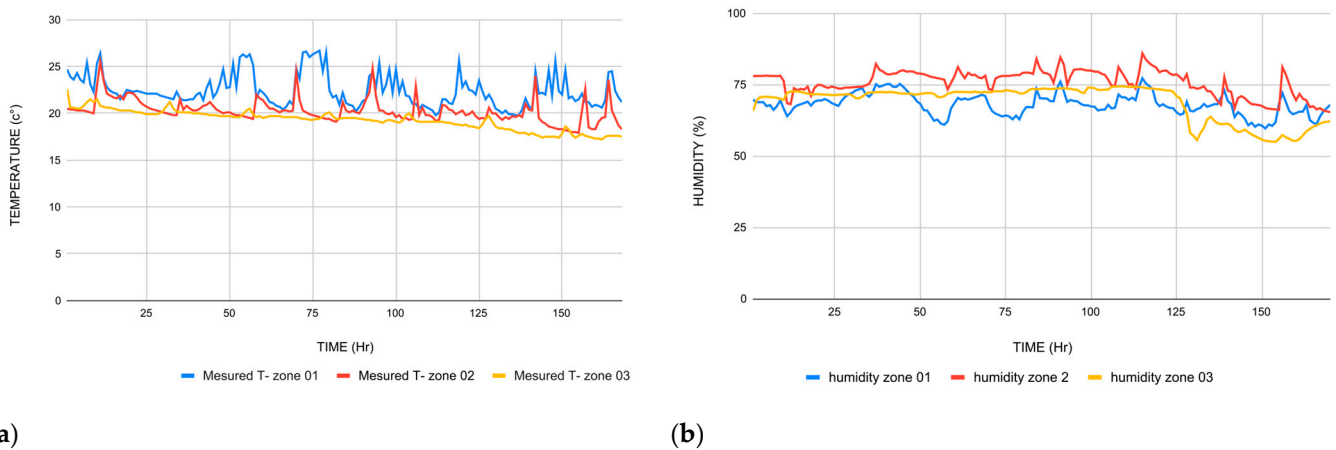 30
25
20
15
10
5
0
TEMPERATURE (c°)
25
50
75
100
125
150
TIME (Hr)
Mesured T- zone 01
Mesured T- zone 02
Mesured T- zone 03
a)
100
75
50
25
0
HUMIDITY (%)
25
50
75
100
125
150
TIME (Hr)
humidity zone 01
humidity zone 2
humidity zone 03
(b)